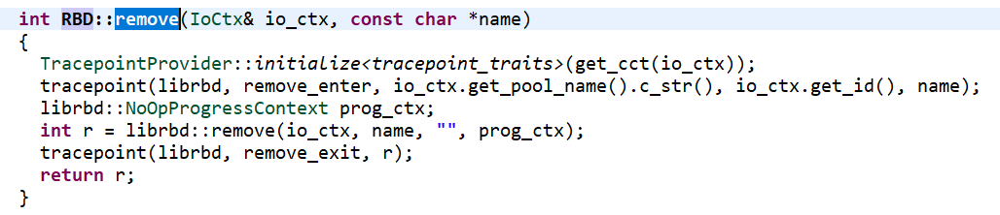 int RBD::remove(IoCtx& io_ctx, const char *name)
{
  TracepointProvider::initialize<tracepoint_traits>(get_cct(io_ctx));
  tracepoint(librbd, remove_enter, io_ctx.get_pool_name().c_str(), io_ctx.get_id(), name);
  librbd::NoOpProgressContext prog_ctx;
  int r = librbd::remove(io_ctx, name, "", prog_ctx);
  tracepoint(librbd, remove_exit, r);
  return r;
}